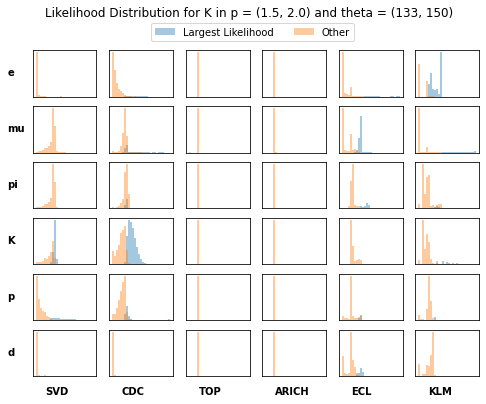 Likelihood Distribution for K in p = (1.5, 2.0) and theta = (133, 150)
Largest Likelihood Other
e
mu
pi
K
p
d
SVD CDC TOP ARICH ECL KLM